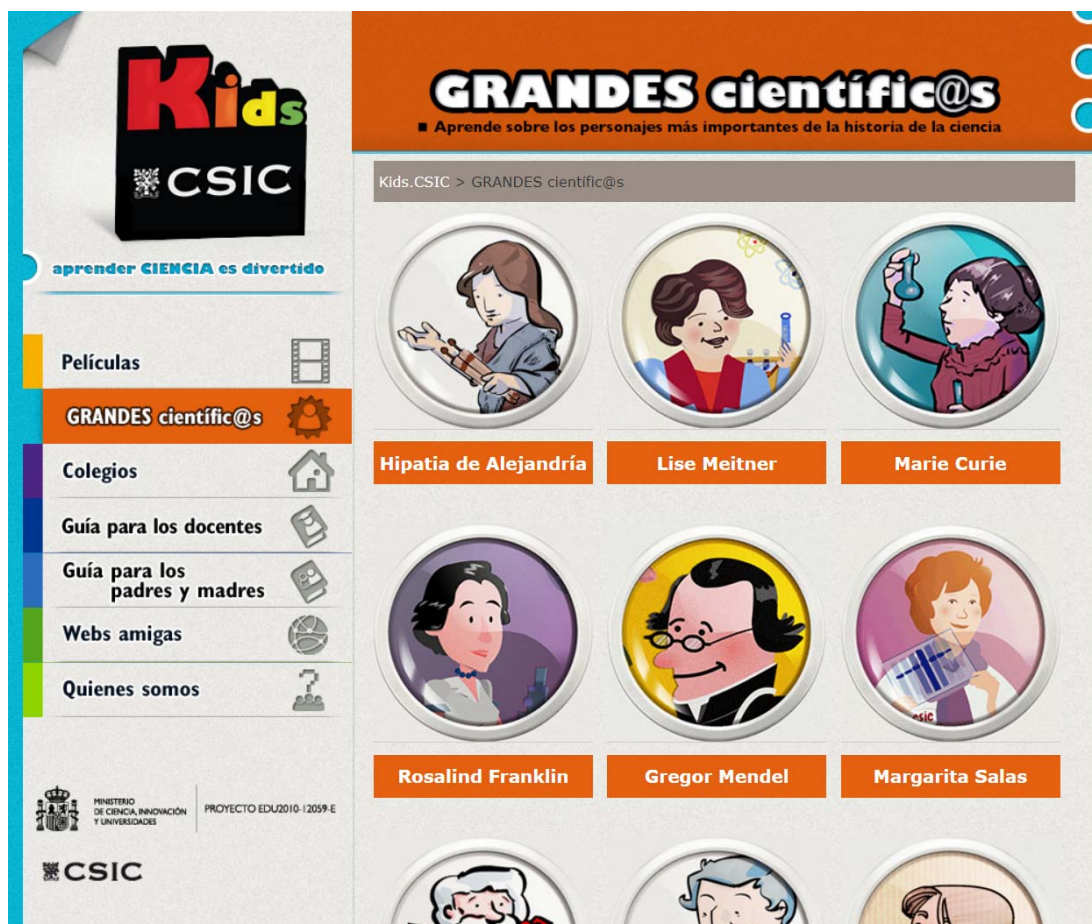 Kids
CSIC
aprender CIENCIA es divertido
Películas
GRANDES científic@s
Colegios
Guía para los docentes
Guía para los
padres y madres
Webs amigas
Quienes somos
MINISTERIO
DE CIENCIA, INNOVACIÓN
Y UNIVERSIDADES
PROYECTO EDU2010-12059-E
CSIC
GRANDES científic@s
Aprende sobre los personajes más importantes de la historia de la ciencia
Kids.CSIC > GRANDES científic@s
Hipatia de Alejandría
Lise Meitner
Marie Curie
csic
Rosalind Franklin
Gregor Mendel
Margarita Salas